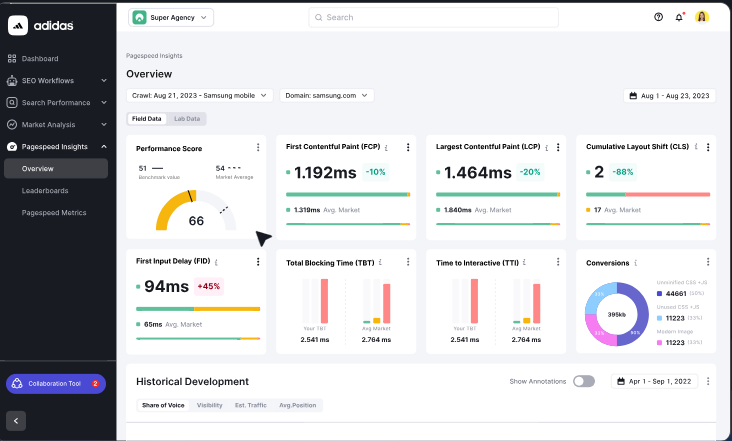 adidas
Dashboard
SEO Workflows
Search Performance
Market Analysis
Pagespeed Insights
Overview
Leaderboards
Pagespeed Metrics
Collaboration Tool
2
Super Agency
Search
Pagespeed Insights
Overview
Crawl: Aug 21, 2023 - Samsung mobile
Domain: samsung.com
Aug 1 - Aug 23, 2023
Field Data
Lab Data
Performance Score
51
Benchmark value
54
Market Average
66
First Contentful Paint (FCP)
1.192ms
-10%
1.319ms Avg. Market
Largest Contentful Paint (LCP)
1.464ms
-20%
1.840ms Avg. Market
Cumulative Layout Shift (CLS)
2
-88%
17 Avg. Market
First Input Delay (FID)
94ms
+45%
65ms Avg. Market
Total Blocking Time (TBT)
Your TBT
2.541 ms
Avg Market
2.764 ms
Time to Interactive (TTI)
Your TBT
2.541 ms
Avg Market
2.764 ms
Conversions
395kb
50%
Unminified CSS +JS
44661 (50%)
Unused CSS +JS
11223 (33%)
Modern Image
11223 (33%)
Historical Development
Show Annotations
Apr 1 - Sep 1, 2022
Share of Voice
Visibility
Est. Traffic
Avg.Position